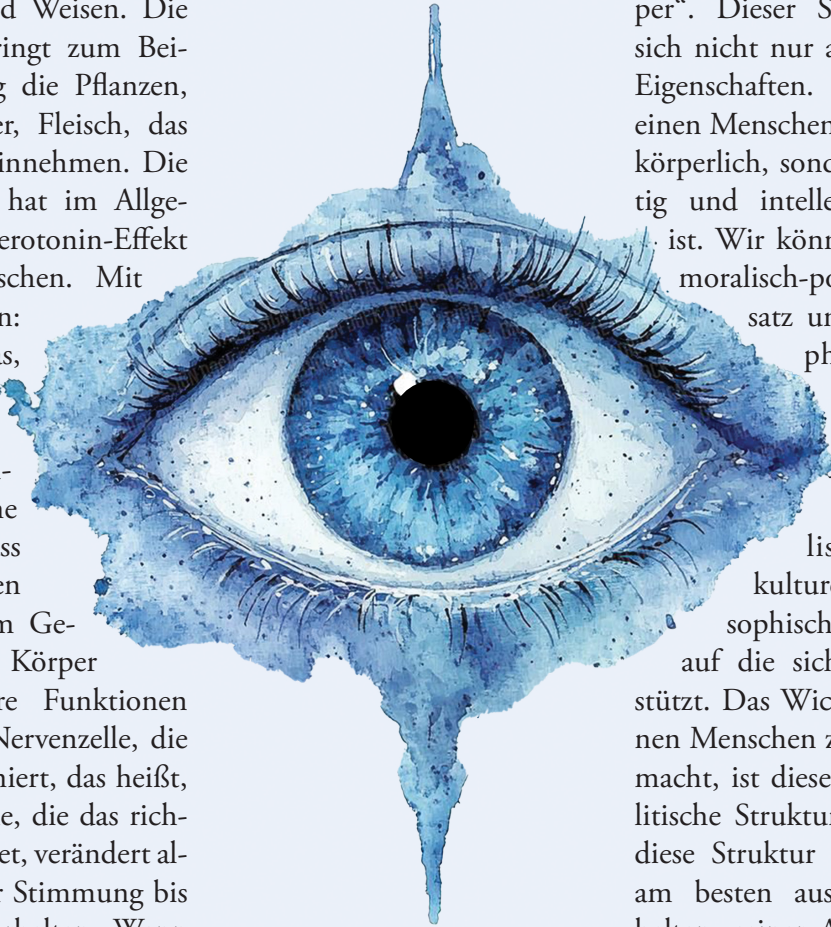 d Weisen. Die
ringt zum Bei-
g die Pflanzen,
er, Fleisch, das
innehmen. Die
hat im Allge-
erotonin-Effekt
schen. Mit
n:
as,
ne
ss
en
m Ge-
Körper
re Funktionen
Nervenzelle, die
niert, das heißt,
e, die das rich-
et, verändert al-
r Stimmung bis
per“. Dieser S
sich nicht nur a
Eigenschaften.
einen Menschen
körperlich, sond
tig und intelle
ist. Wir könn
moralisch-po
satz un
ph
lis
kulture
sophisch
auf die sich
stützt. Das Wic
nen Menschen z
macht, ist diese
litische Struktur
diese Struktur
am besten aus